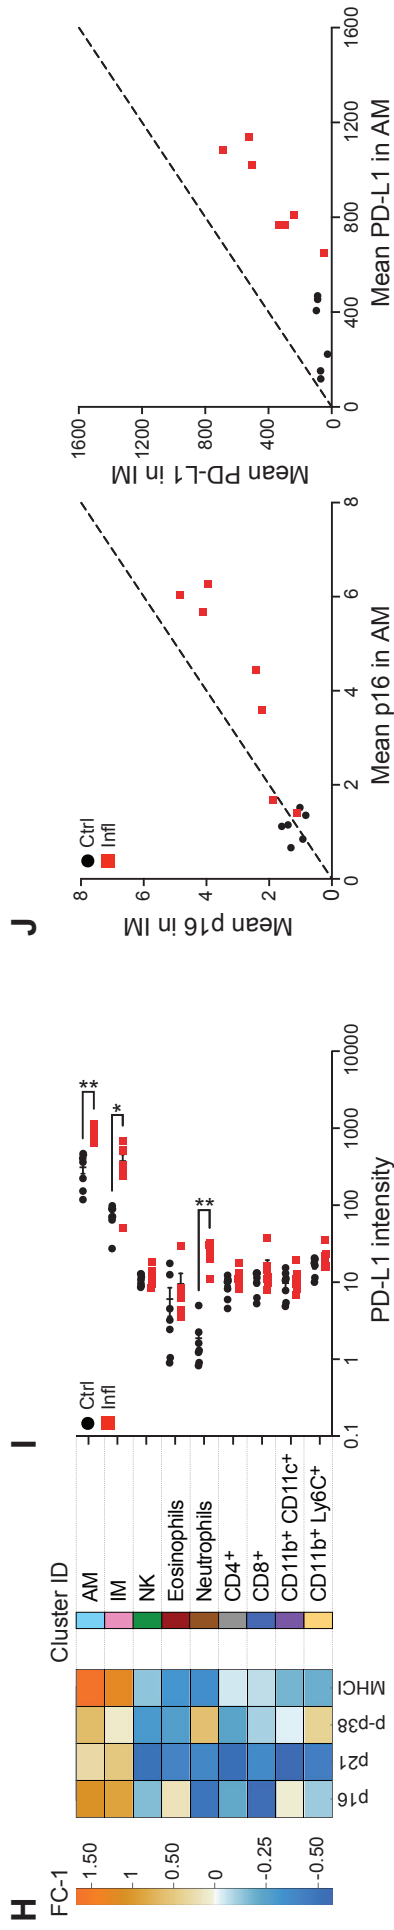 H
FC-1
1.50
1
0.50
0
-0.25
-0.50
p16
p21
p-p38
MHCI
Cluster ID
AM
IM
NK
Eosinophils
Neutrophils
CD4⁺
CD8⁺
CD11b⁺ CD11c⁺
CD11b⁺ Ly6C⁺
I
Ctrl
Infl
**
*
**
0.1
1
10
100
1000
10000
PD-L1 intensity
J
Ctrl
Infl
8
6
4
2
0
Mean p16 in IM
0
2
4
6
8
Mean p16 in AM
1600
1200
800
400
0
Mean PD-L1 in IM
0
400
800
1200
1600
Mean PD-L1 in AM